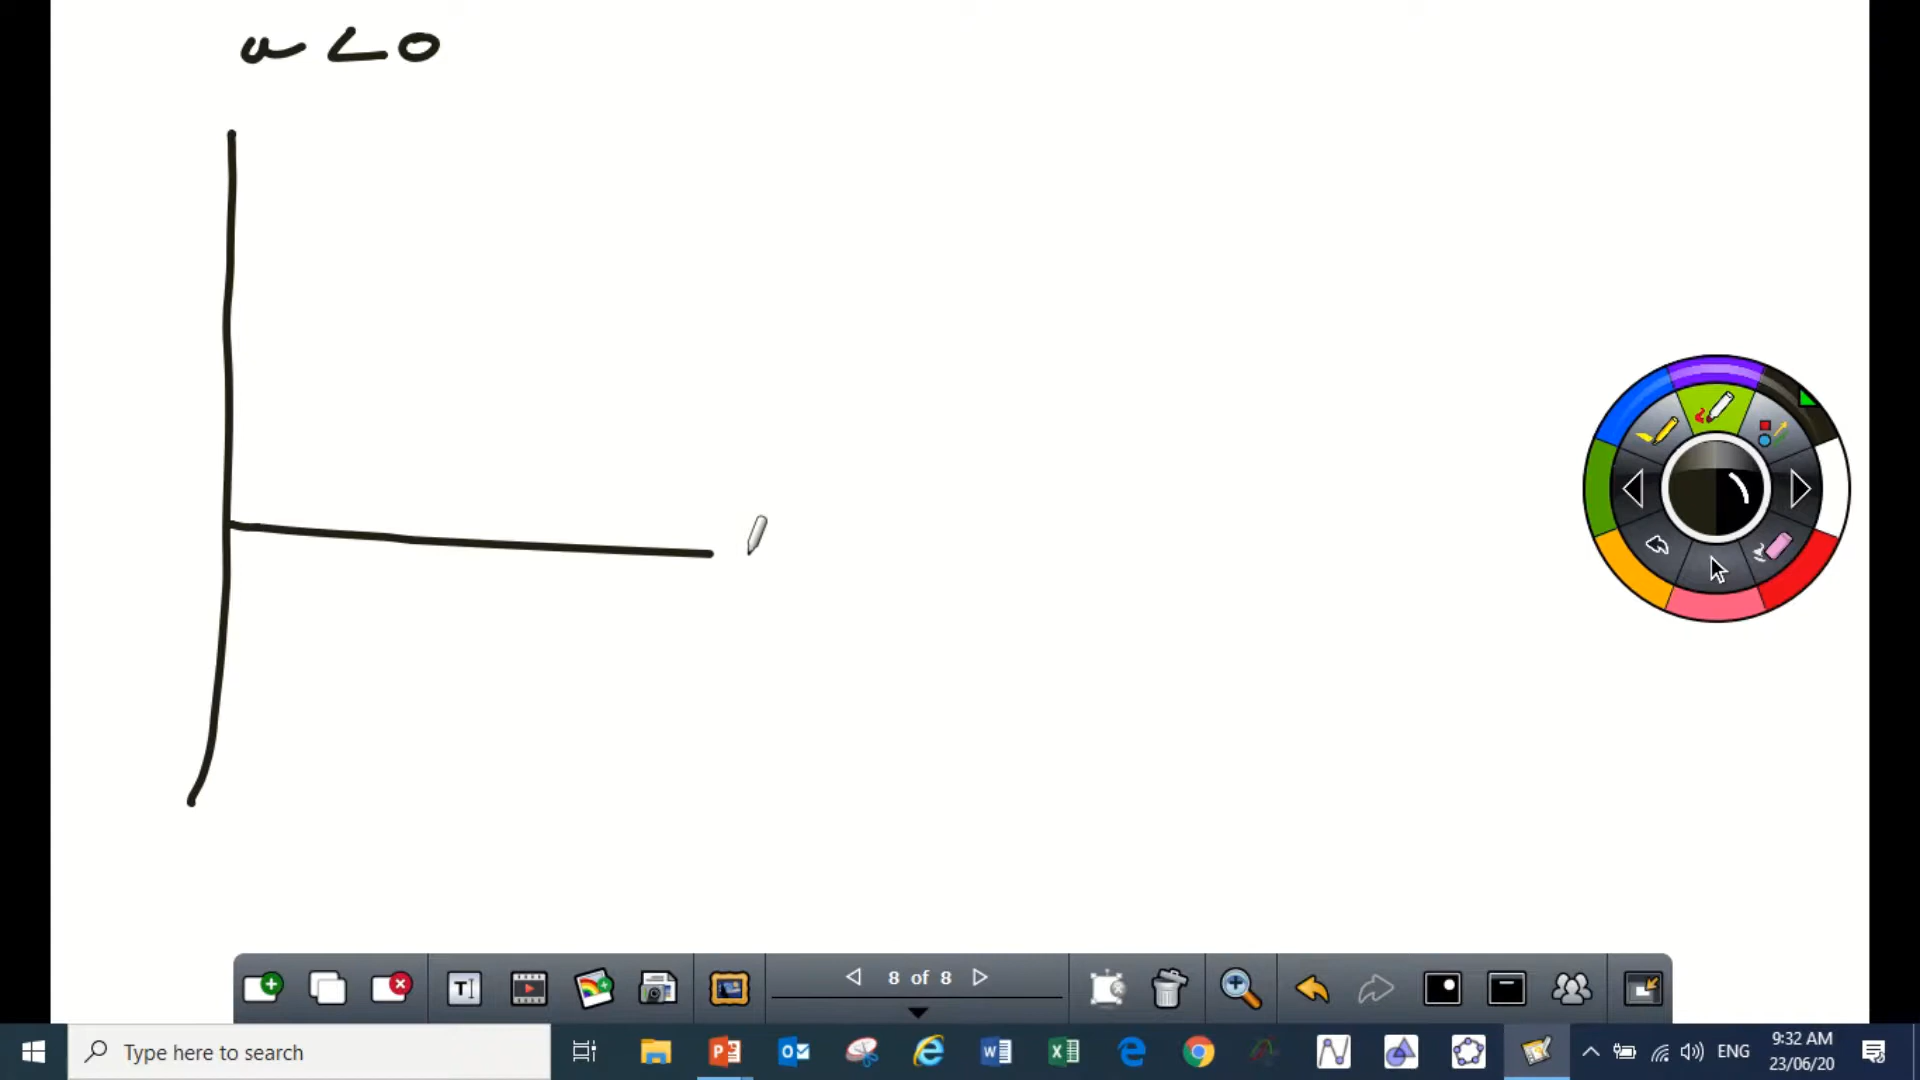 a < 0
T
8 of 8
Type here to search
ENG
9:32 AM
23/06/20